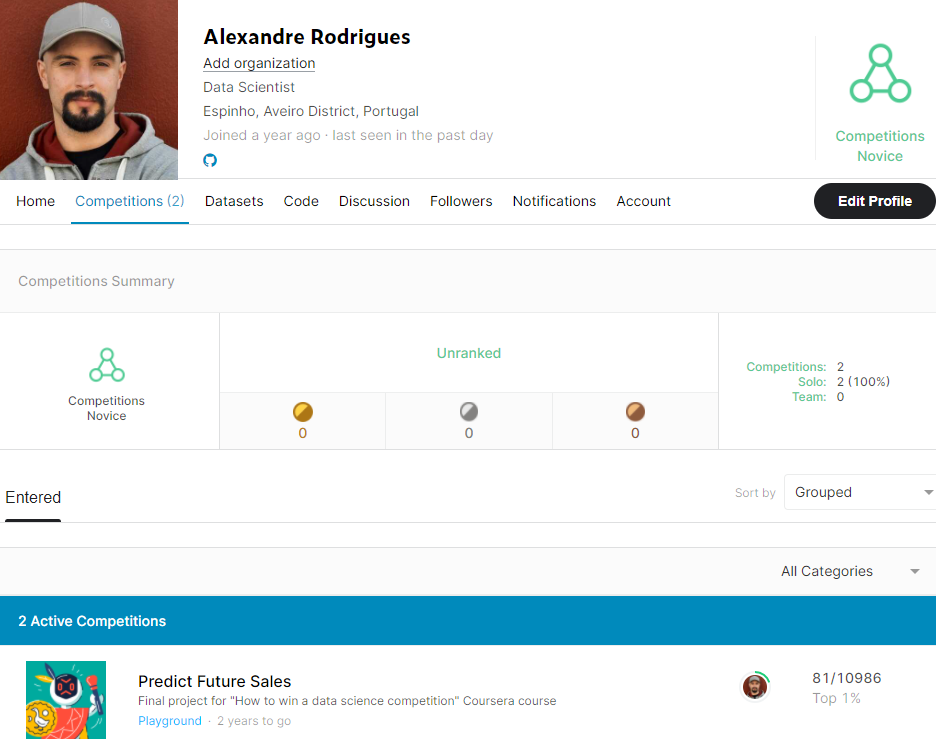 Alexandre Rodrigues
Add organization
Data Scientist
Espinho, Aveiro District, Portugal
Joined a year ago · last seen in the past day
Competitions
Novice
Home Competitions (2) Datasets Code Discussion Followers Notifications Account Edit Profile
Competitions Summary
Competitions
Novice
Unranked
0 0 0
Competitions: 2
Solo: 2 (100%)
Team: 0
Entered
Sort by Grouped
All Categories
2 Active Competitions
Predict Future Sales
Final project for "How to win a data science competition" Coursera course
Playground · 2 years to go
81/10986
Top 1%